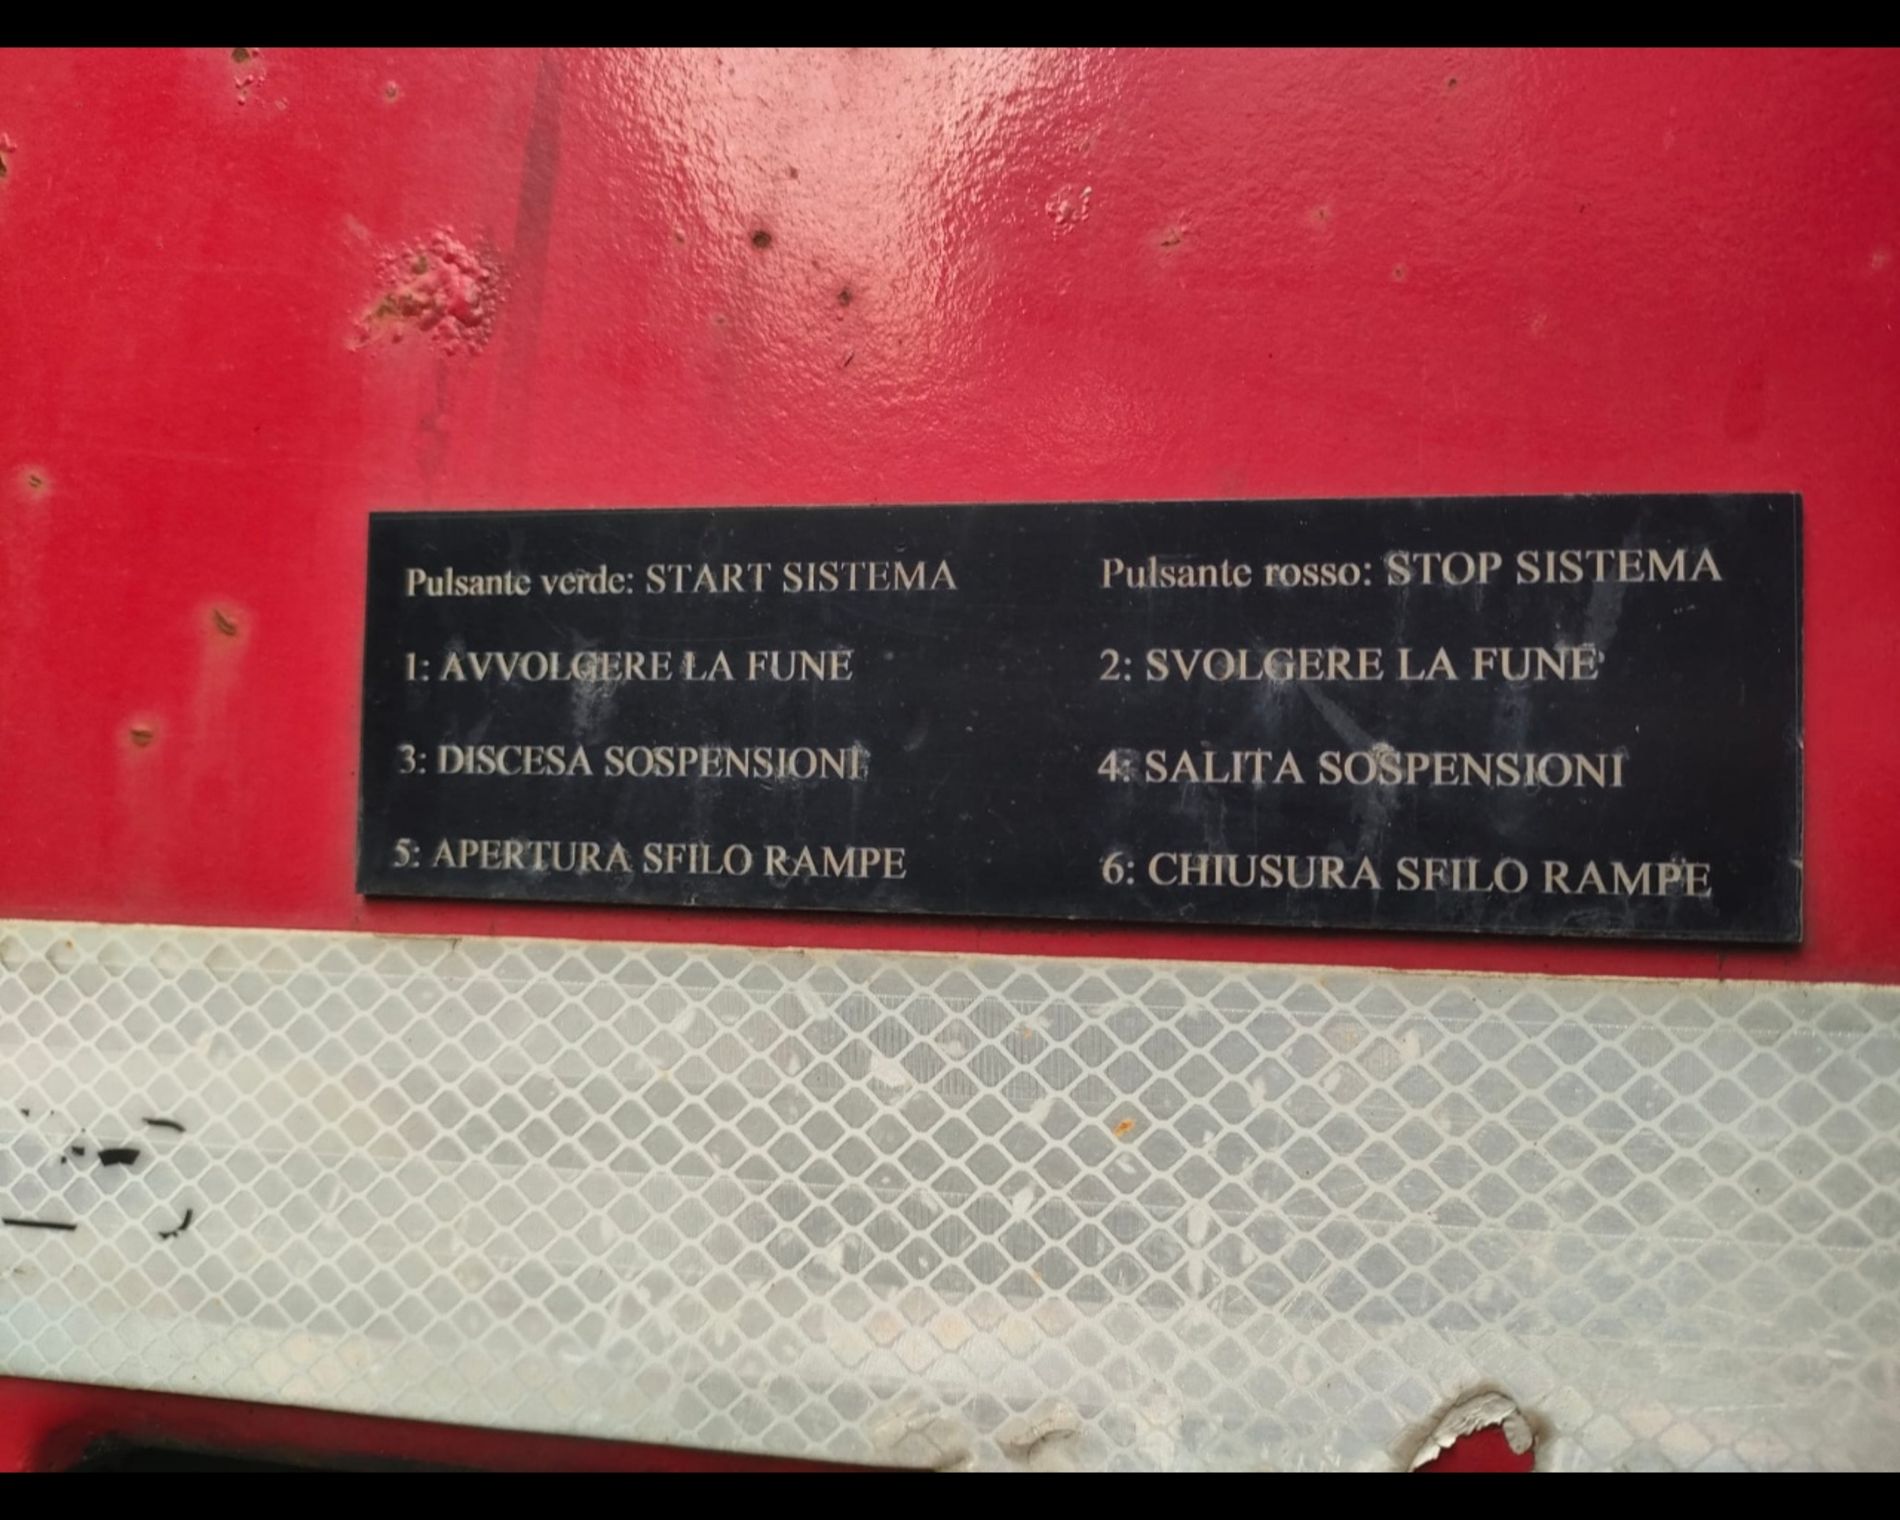 Pulsante verde: START SISTEMA
Pulsante rosso: STOP SISTEMA
1: AVVOLGERE LA FUNE
2: SVOLGERE LA FUNE
3: DISCESA SOSPENSIONI
4: SALITA SOSPENSIONI
5: APERTURA SFILO RAMPE
6: CHIUSURA SFILO RAMPE